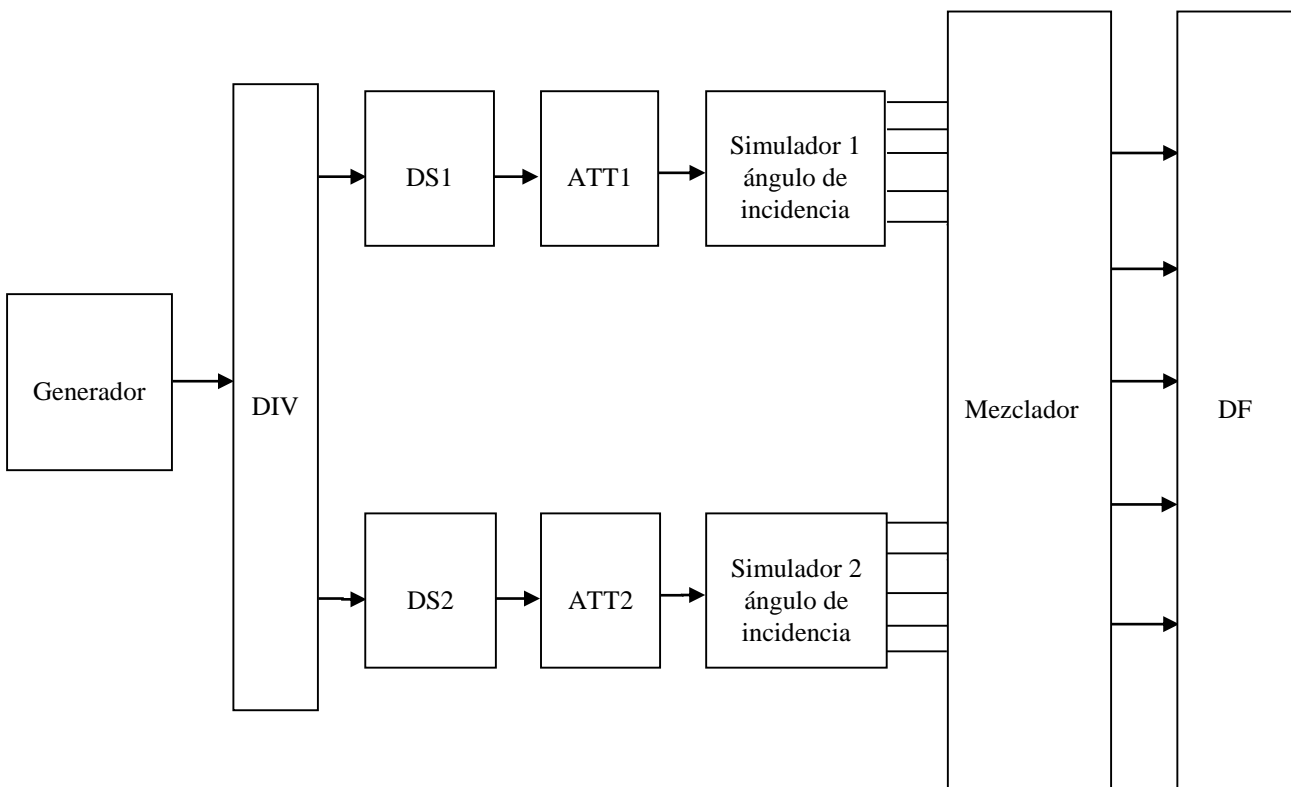 Generador
DIV
DS1
ATT1
Simulador 1
ángulo de
incidencia
DS2
ATT2
Simulador 2
ángulo de
incidencia
Mezclador
DF